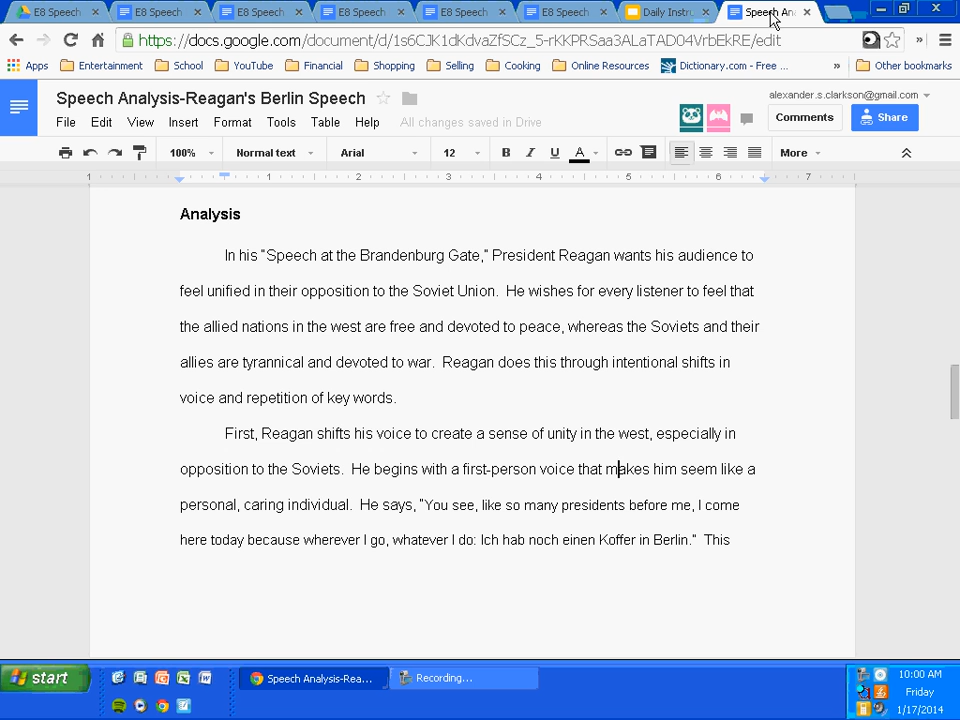 E8 Speech
E8 Speech
E8 Speech
E8 Speech
E8 Speech
E8 Speech
Daily Instru
Speech An
https://docs.google.com/document/d/1s6CJK1dKdvaZfSCz_5-rKKPRSaa3ALaTAD04VrbEkRE/edit
Apps Entertainment School YouTube Financial Shopping Selling Cooking Online Resources Dictionary.com - Free ... » Other bookmarks
Speech Analysis-Reagan's Berlin Speech
alexander.s.clarkson@gmail.com
File Edit View Insert Format Tools Table Help All changes saved in Drive
Comments Share
100% Normal text Arial 12 B I U A More
1 1 2 3 4 5 6 7
Analysis
In his "Speech at the Brandenburg Gate," President Reagan wants his audience to
feel unified in their opposition to the Soviet Union. He wishes for every listener to feel that
the allied nations in the west are free and devoted to peace, whereas the Soviets and their
allies are tyrannical and devoted to war. Reagan does this through intentional shifts in
voice and repetition of key words.
First, Reagan shifts his voice to create a sense of unity in the west, especially in
opposition to the Soviets. He begins with a first-person voice that makes him seem like a
personal, caring individual. He says, "You see, like so many presidents before me, I come
here today because wherever I go, whatever I do: Ich hab noch einen Koffer in Berlin." This
start
Speech Analysis-Rea...
Recording...
10:00 AM
Friday
1/17/2014